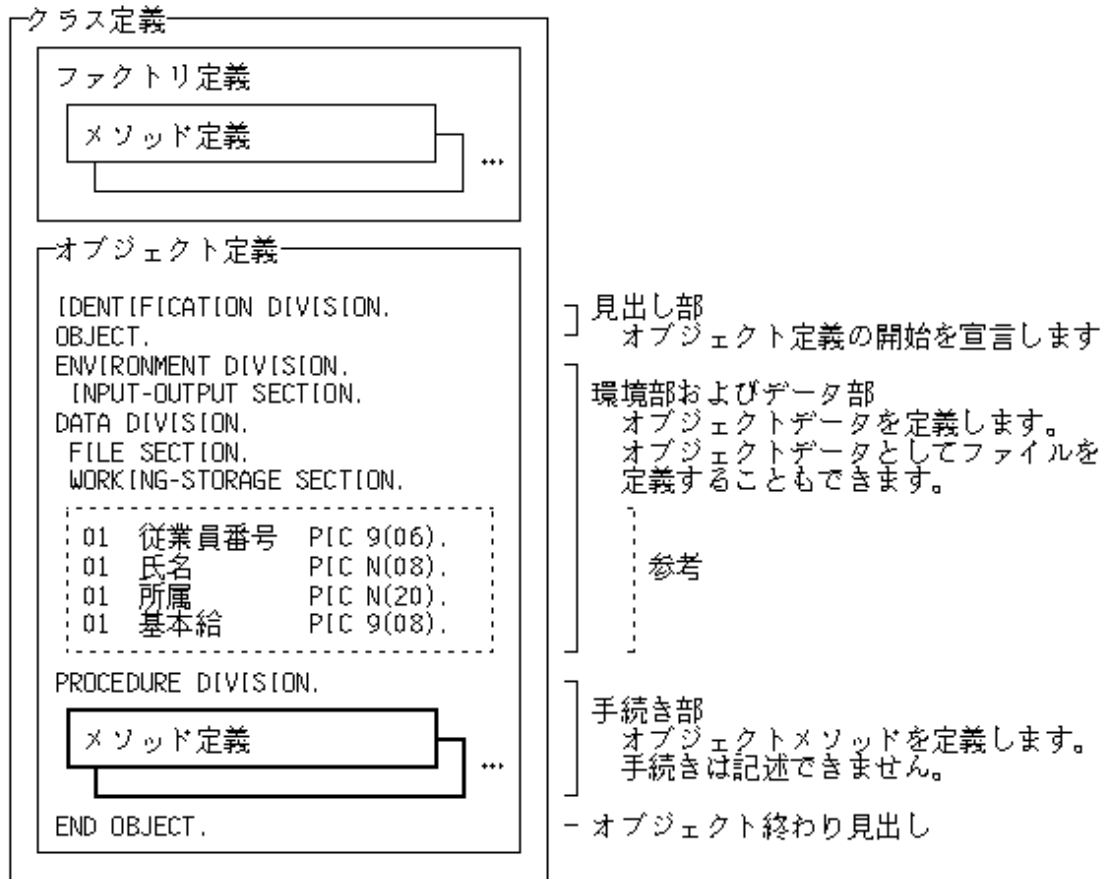 クラス定義
ファクトリ定義
メソッド定義
...
オブジェクト定義
IDENTIFICATION DIVISION.
OBJECT.
ENVIRONMENT DIVISION.
INPUT-OUTPUT SECTION.
DATA DIVISION.
FILE SECTION.
WORKING-STORAGE SECTION.
01 従業員番号 PIC 9(06).
01 氏名 PIC N(08).
01 所属 PIC N(20).
01 基本給 PIC 9(08).
PROCEDURE DIVISION.
メソッド定義
...
END OBJECT.
見出し部
オブジェクト定義の開始を宣言します
環境部およびデータ部
オブジェクトデータを定義します。
オブジェクトデータとしてファイルを
定義することもできます。
参考
手続き部
オブジェクトメソッドを定義します。
手続きは記述できません。
オブジェクト終わり見出し